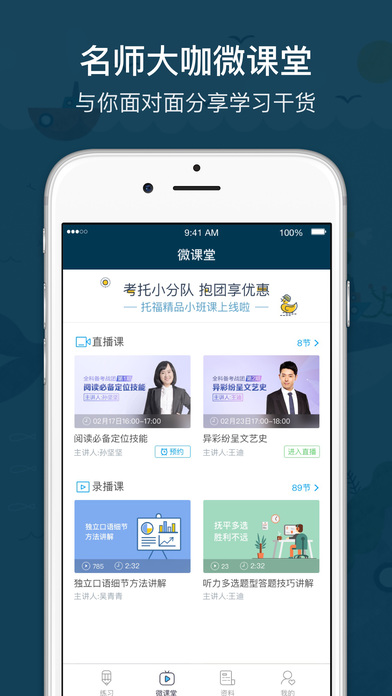 名师大咖微课堂
与你面对面分享学习干货
9:41 AM
100%
微课堂
考托小分队 抱团享优惠
托福精品小班课上线啦
直播课
8节
全科备考战团 第1期
阅读必备定位技能
主讲人:孙坚坚
02月17日16:00-17:00
阅读必备定位技能
主讲人:孙坚坚
预约
全科备考战团 第2期
异彩纷呈文艺史
主讲人:王迪
02月23日17:00-18:00
异彩纷呈文艺史
主讲人:王迪
进入直播
录播课
89节
独立口语细节
方法讲解
785
2:32
独立口语细节方法讲解
主讲人:吴青青
抚平多选
胜利不远
23
2:32
听力多选题型答题技巧讲解
主讲人:王迪
练习
微课堂
资料
我的